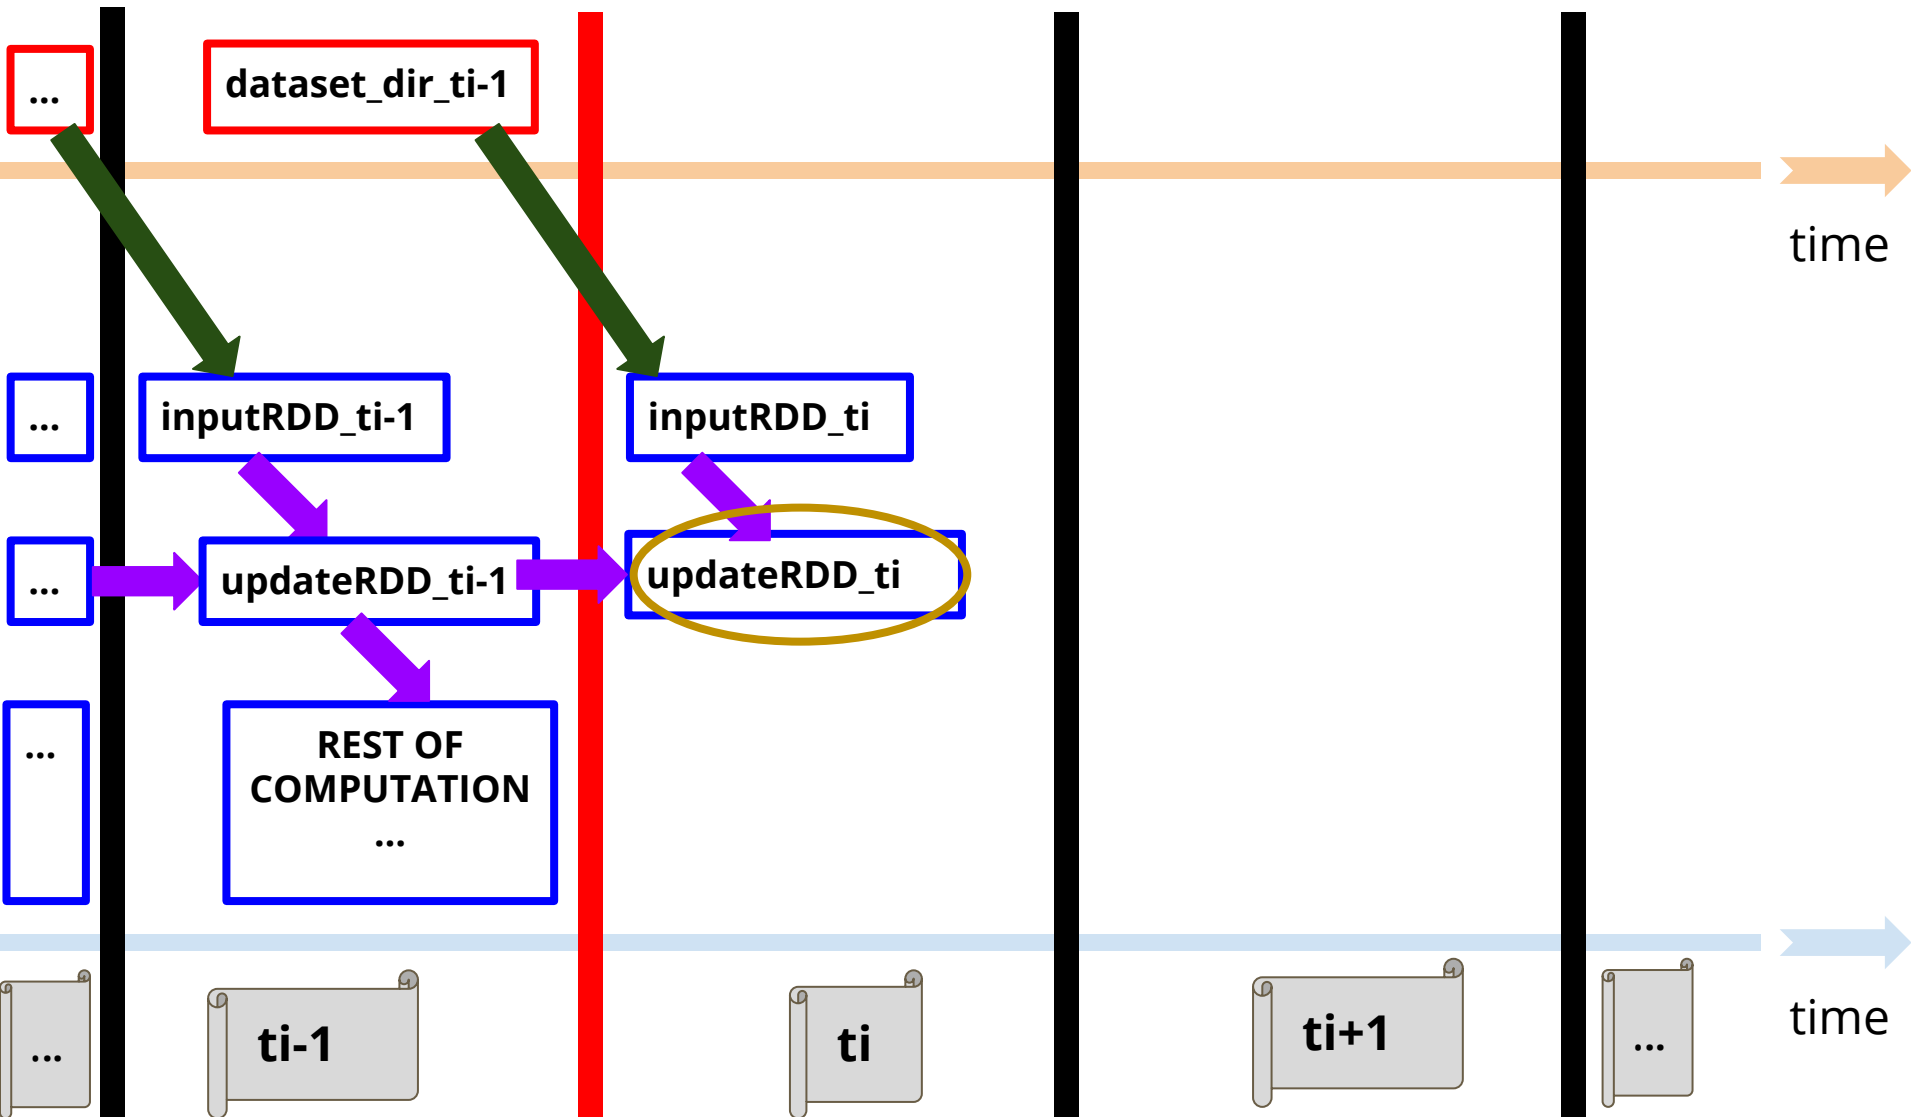 ...
dataset_dir_ti-1
time
...
inputRDD_ti-1
inputRDD_ti
...
updateRDD_ti-1
updateRDD_ti
...
REST OF
COMPUTATION
...
...
ti-1
ti
ti+1
...
time